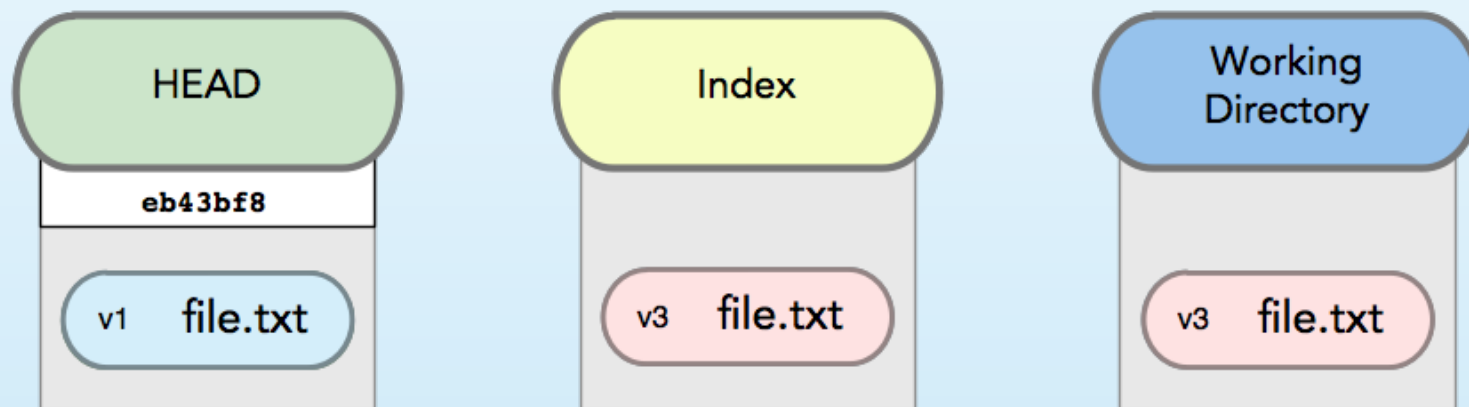 HEAD
Index
Working
Directory
eb43bf8
v1 file.txt
v3 file.txt
v3 file.txt